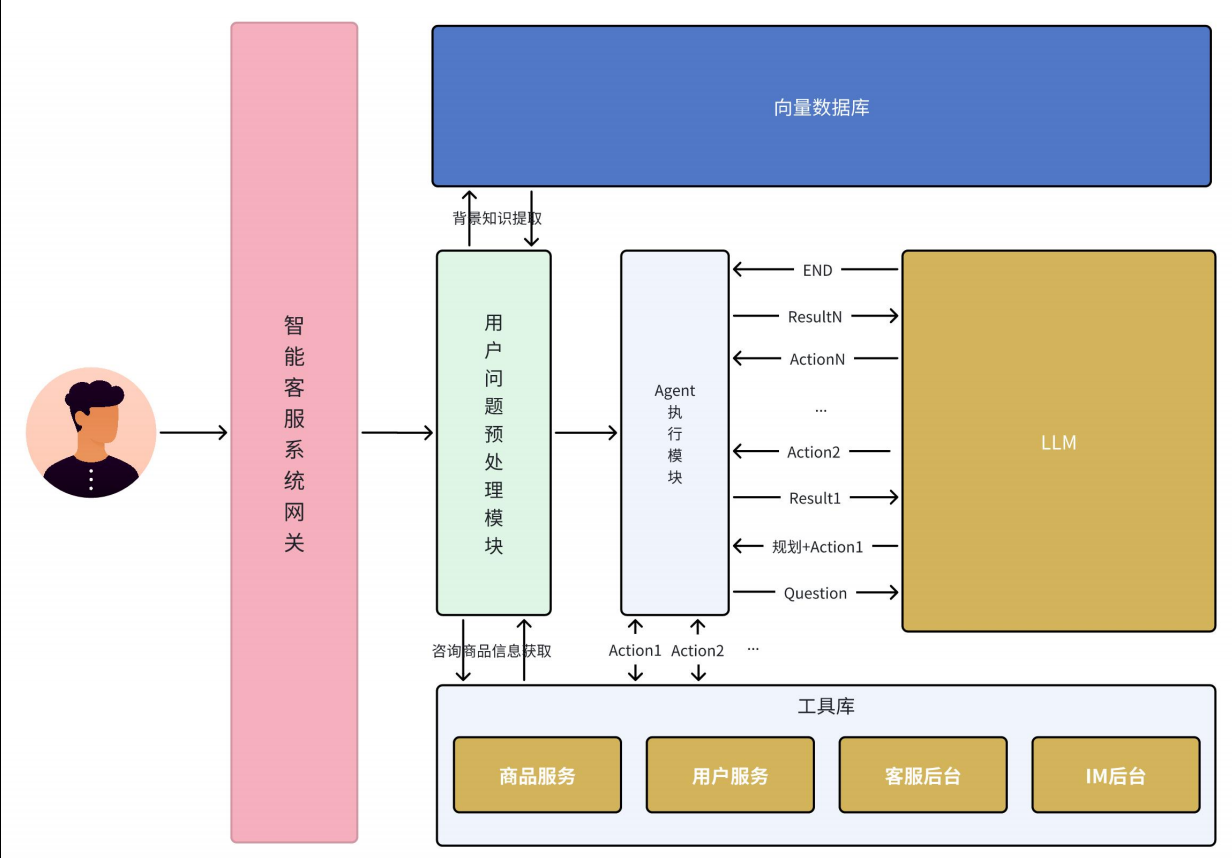 向量数据库
背景知识提取
智能客服系统网关
用户问题预处理模块
Agent
执行模块
END
ResultN
ActionN
...
Action2
Result1
规划+Action1
Question
LLM
咨询商品信息获取
Action1
Action2
...
工具库
商品服务
用户服务
客服后台
IM后台